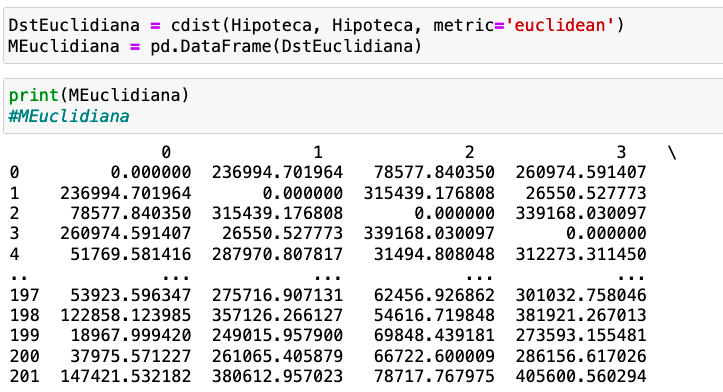 DstEuclidiana = cdist(Hipoteca, Hipoteca, metric='euclidean')
MEuclidiana = pd.DataFrame(DstEuclidiana)
print(MEuclidiana)
#MEuclidiana
0 1 2 3 \
0 0.000000 236994.701964 78577.840350 260974.591407
1 236994.701964 0.000000 315439.176808 26550.527773
2 78577.840350 315439.176808 0.000000 339168.030097
3 260974.591407 26550.527773 339168.030097 0.000000
4 51769.581416 287970.807817 31494.808048 312273.311450
.. ... ... ... ...
197 53923.596347 275716.907131 62456.926862 301032.758046
198 122858.123985 357126.266127 54616.719848 381921.267013
199 18967.999420 249015.957900 69848.439181 273593.155481
200 37975.571227 261065.405879 66722.600009 286156.617026
201 147421.532182 380612.957023 78717.767975 405600.560294